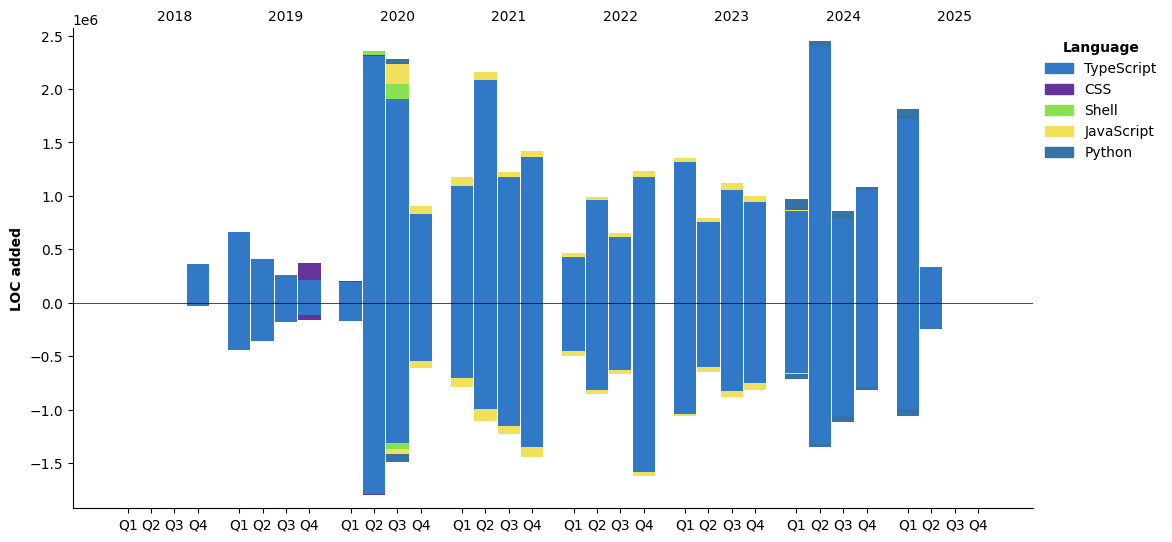 1e6 2018 2019 2020 2021 2022 2023 2024 2025
2.5
2.0
1.5
1.0
0.5
0.0
−0.5
−1.0
−1.5
LOC added
Q1 Q2 Q3 Q4 Q1 Q2 Q3 Q4 Q1 Q2 Q3 Q4 Q1 Q2 Q3 Q4 Q1 Q2 Q3 Q4 Q1 Q2 Q3 Q4 Q1 Q2 Q3 Q4 Q1 Q2 Q3 Q4
Language
TypeScript
CSS
Shell
JavaScript
Python